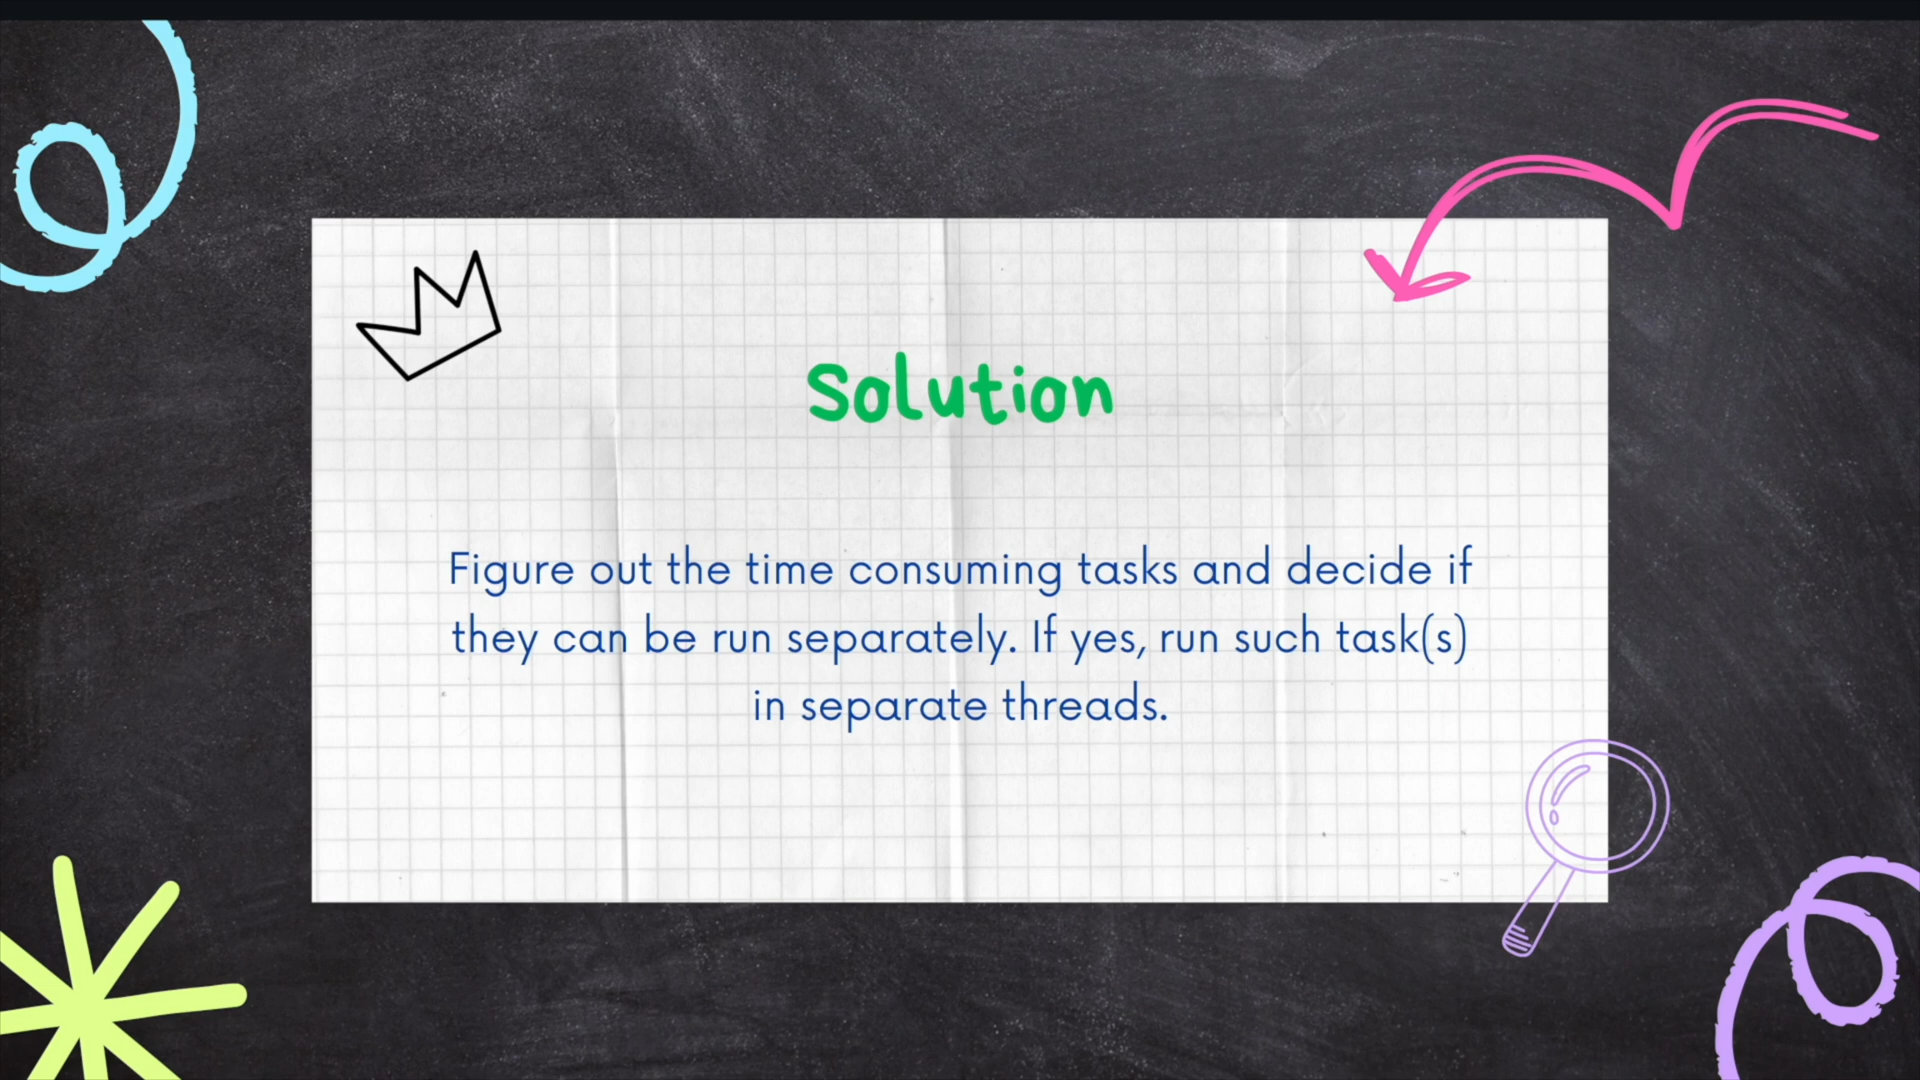 Solution
Figure out the time consuming tasks and decide if
they can be run separately. If yes, run such task(s)
in separate threads.